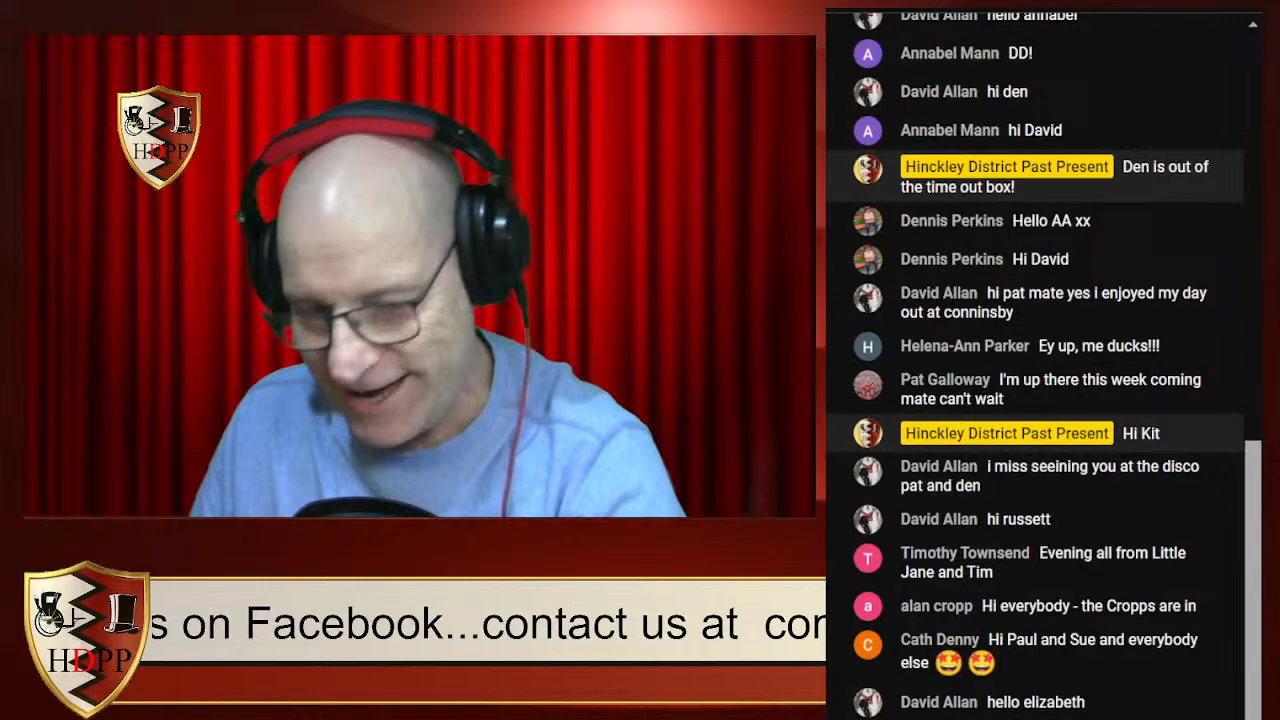 HDPP
s on Facebook...contact us at con
HDPP
David Allan hello annabel
A Annabel Mann DD!
David Allan hi den
A Annabel Mann hi David
Hinckley District Past Present Den is out of
the time out box!
Dennis Perkins Hello AA xx
Dennis Perkins Hi David
David Allan hi pat mate yes i enjoyed my day
out at conninsby
H Helena-Ann Parker Ey up, me ducks!!!
Pat Galloway I'm up there this week coming
mate can't wait
Hinckley District Past Present Hi Kit
David Allan i miss seeining you at the disco
pat and den
David Allan hi russett
T Timothy Townsend Evening all from Little
Jane and Tim
a alan cropp Hi everybody - the Cropps are in
C Cath Denny Hi Paul and Sue and everybody
else 🤩 🤩
David Allan hello elizabeth